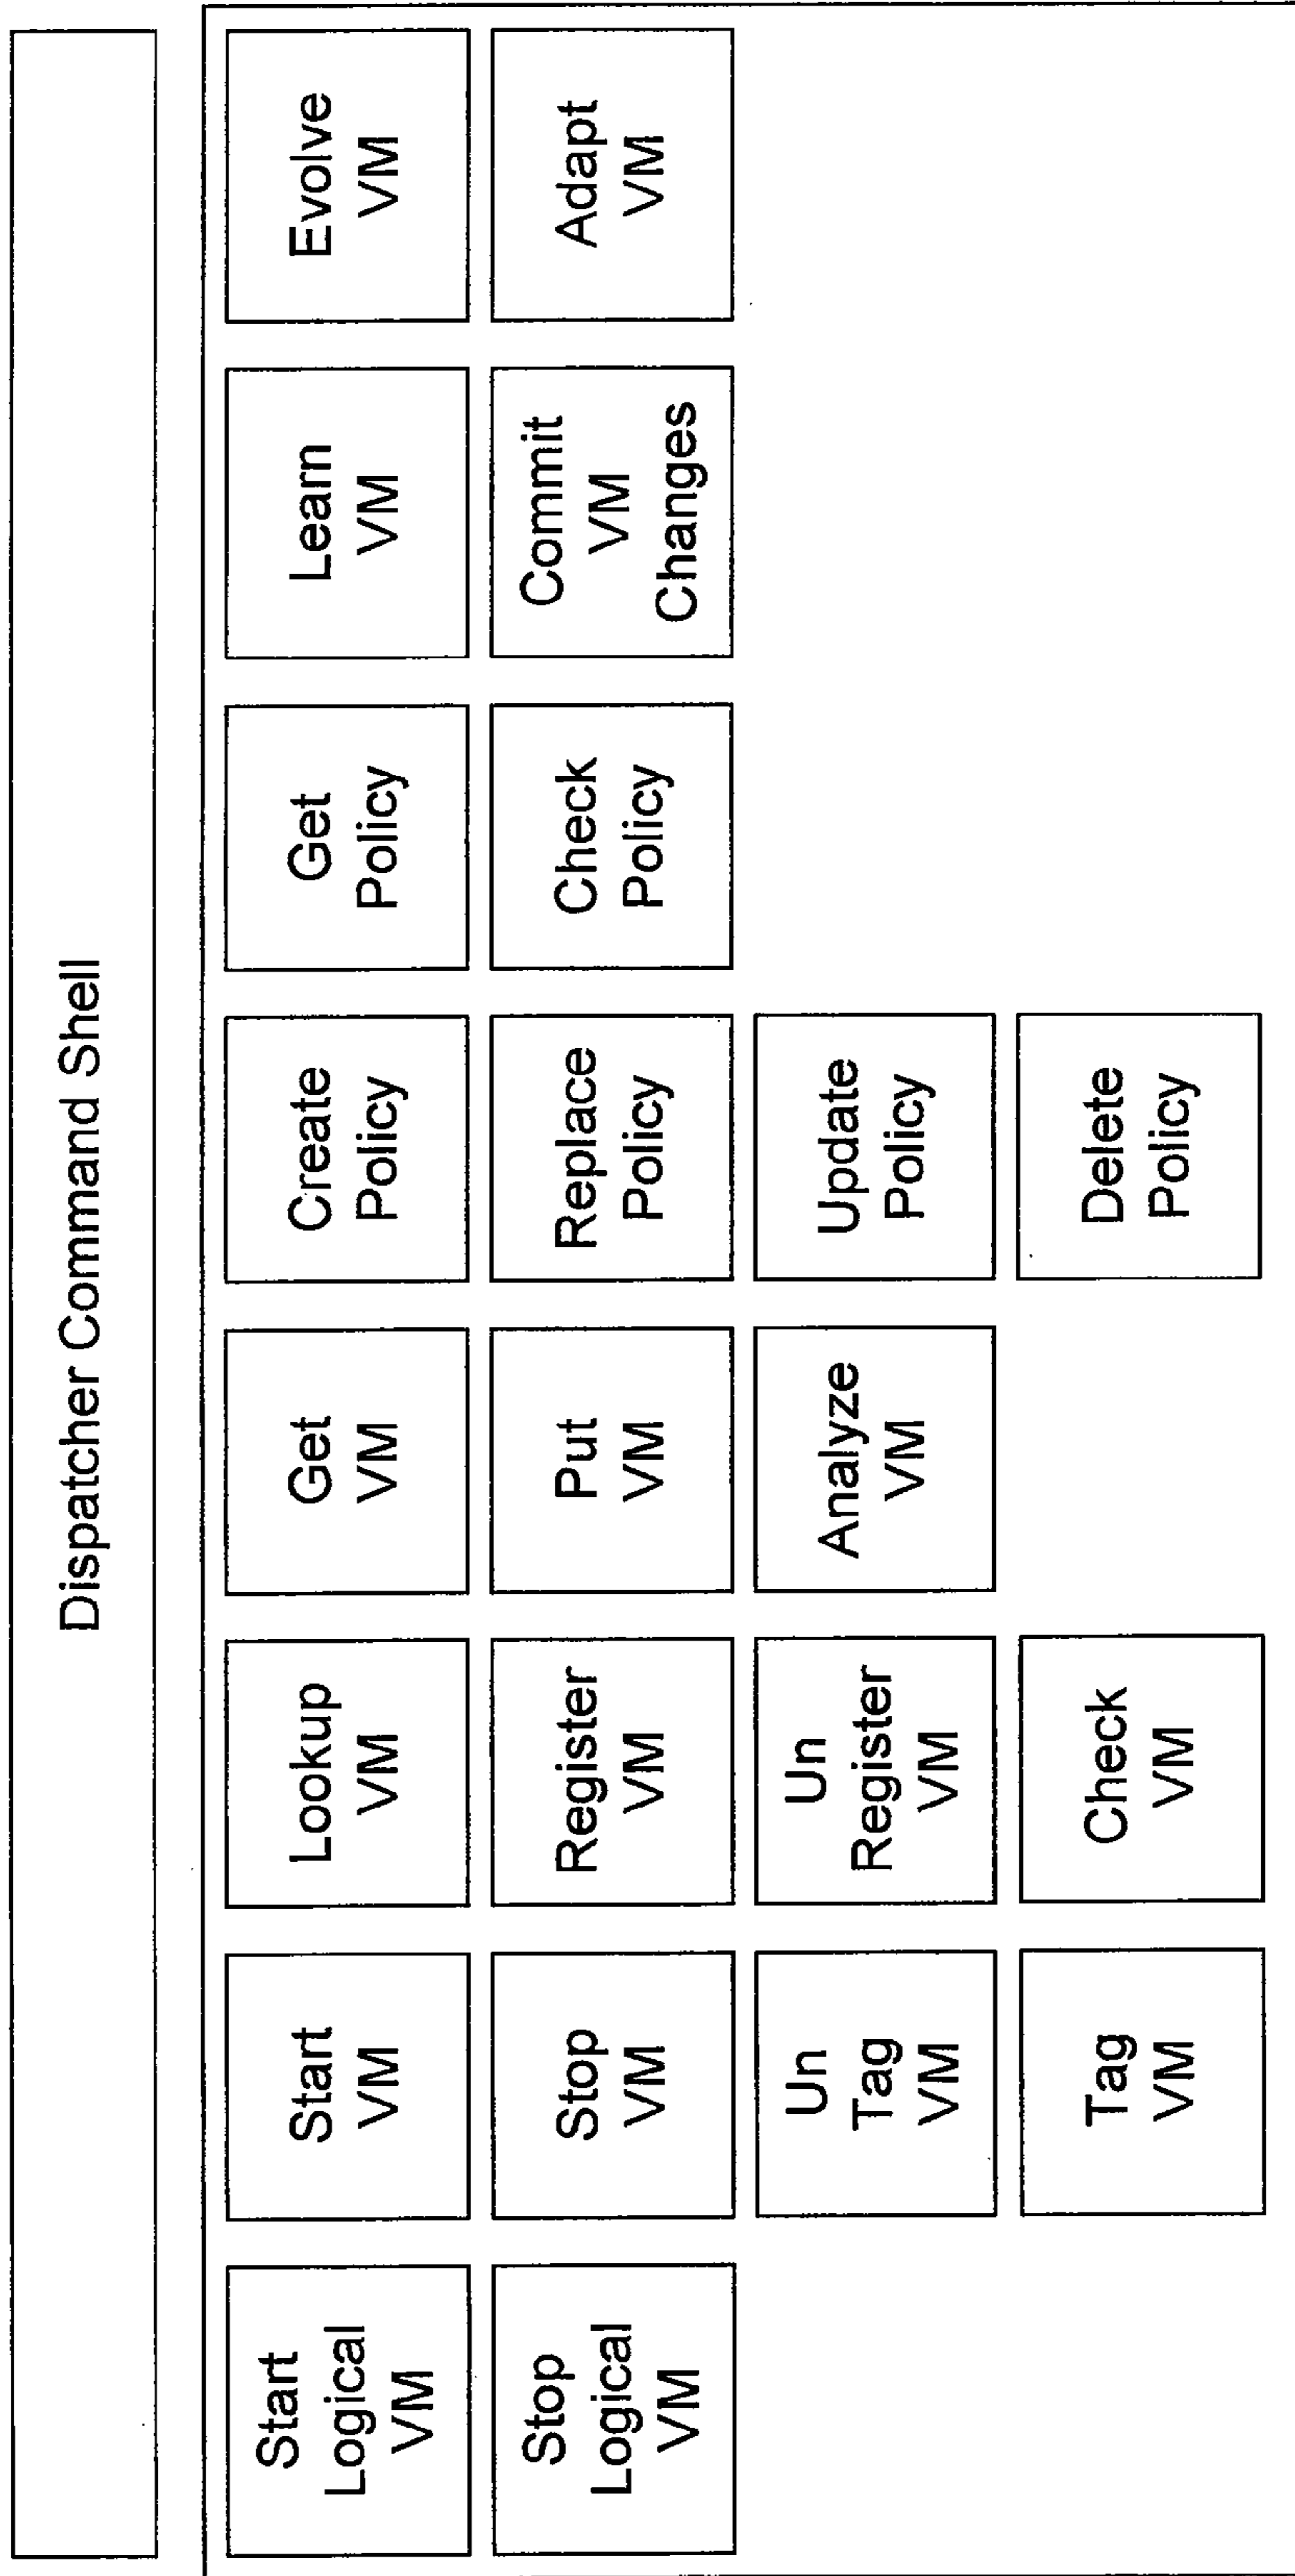 Dispatcher Command Shell
Start
Logical
VM
Start
VM
Lookup
VM
Get
VM
Create
Policy
Get
Policy
Learn
VM
Evolve
VM
Stop
Logical
VM
Stop
VM
Register
VM
Put
VM
Replace
Policy
Check
Policy
Commit
VM
Changes
Adapt
VM
Un
Tag
VM
Un
Register
VM
Analyze
VM
Update
Policy
Tag
VM
Check
VM
Delete
Policy